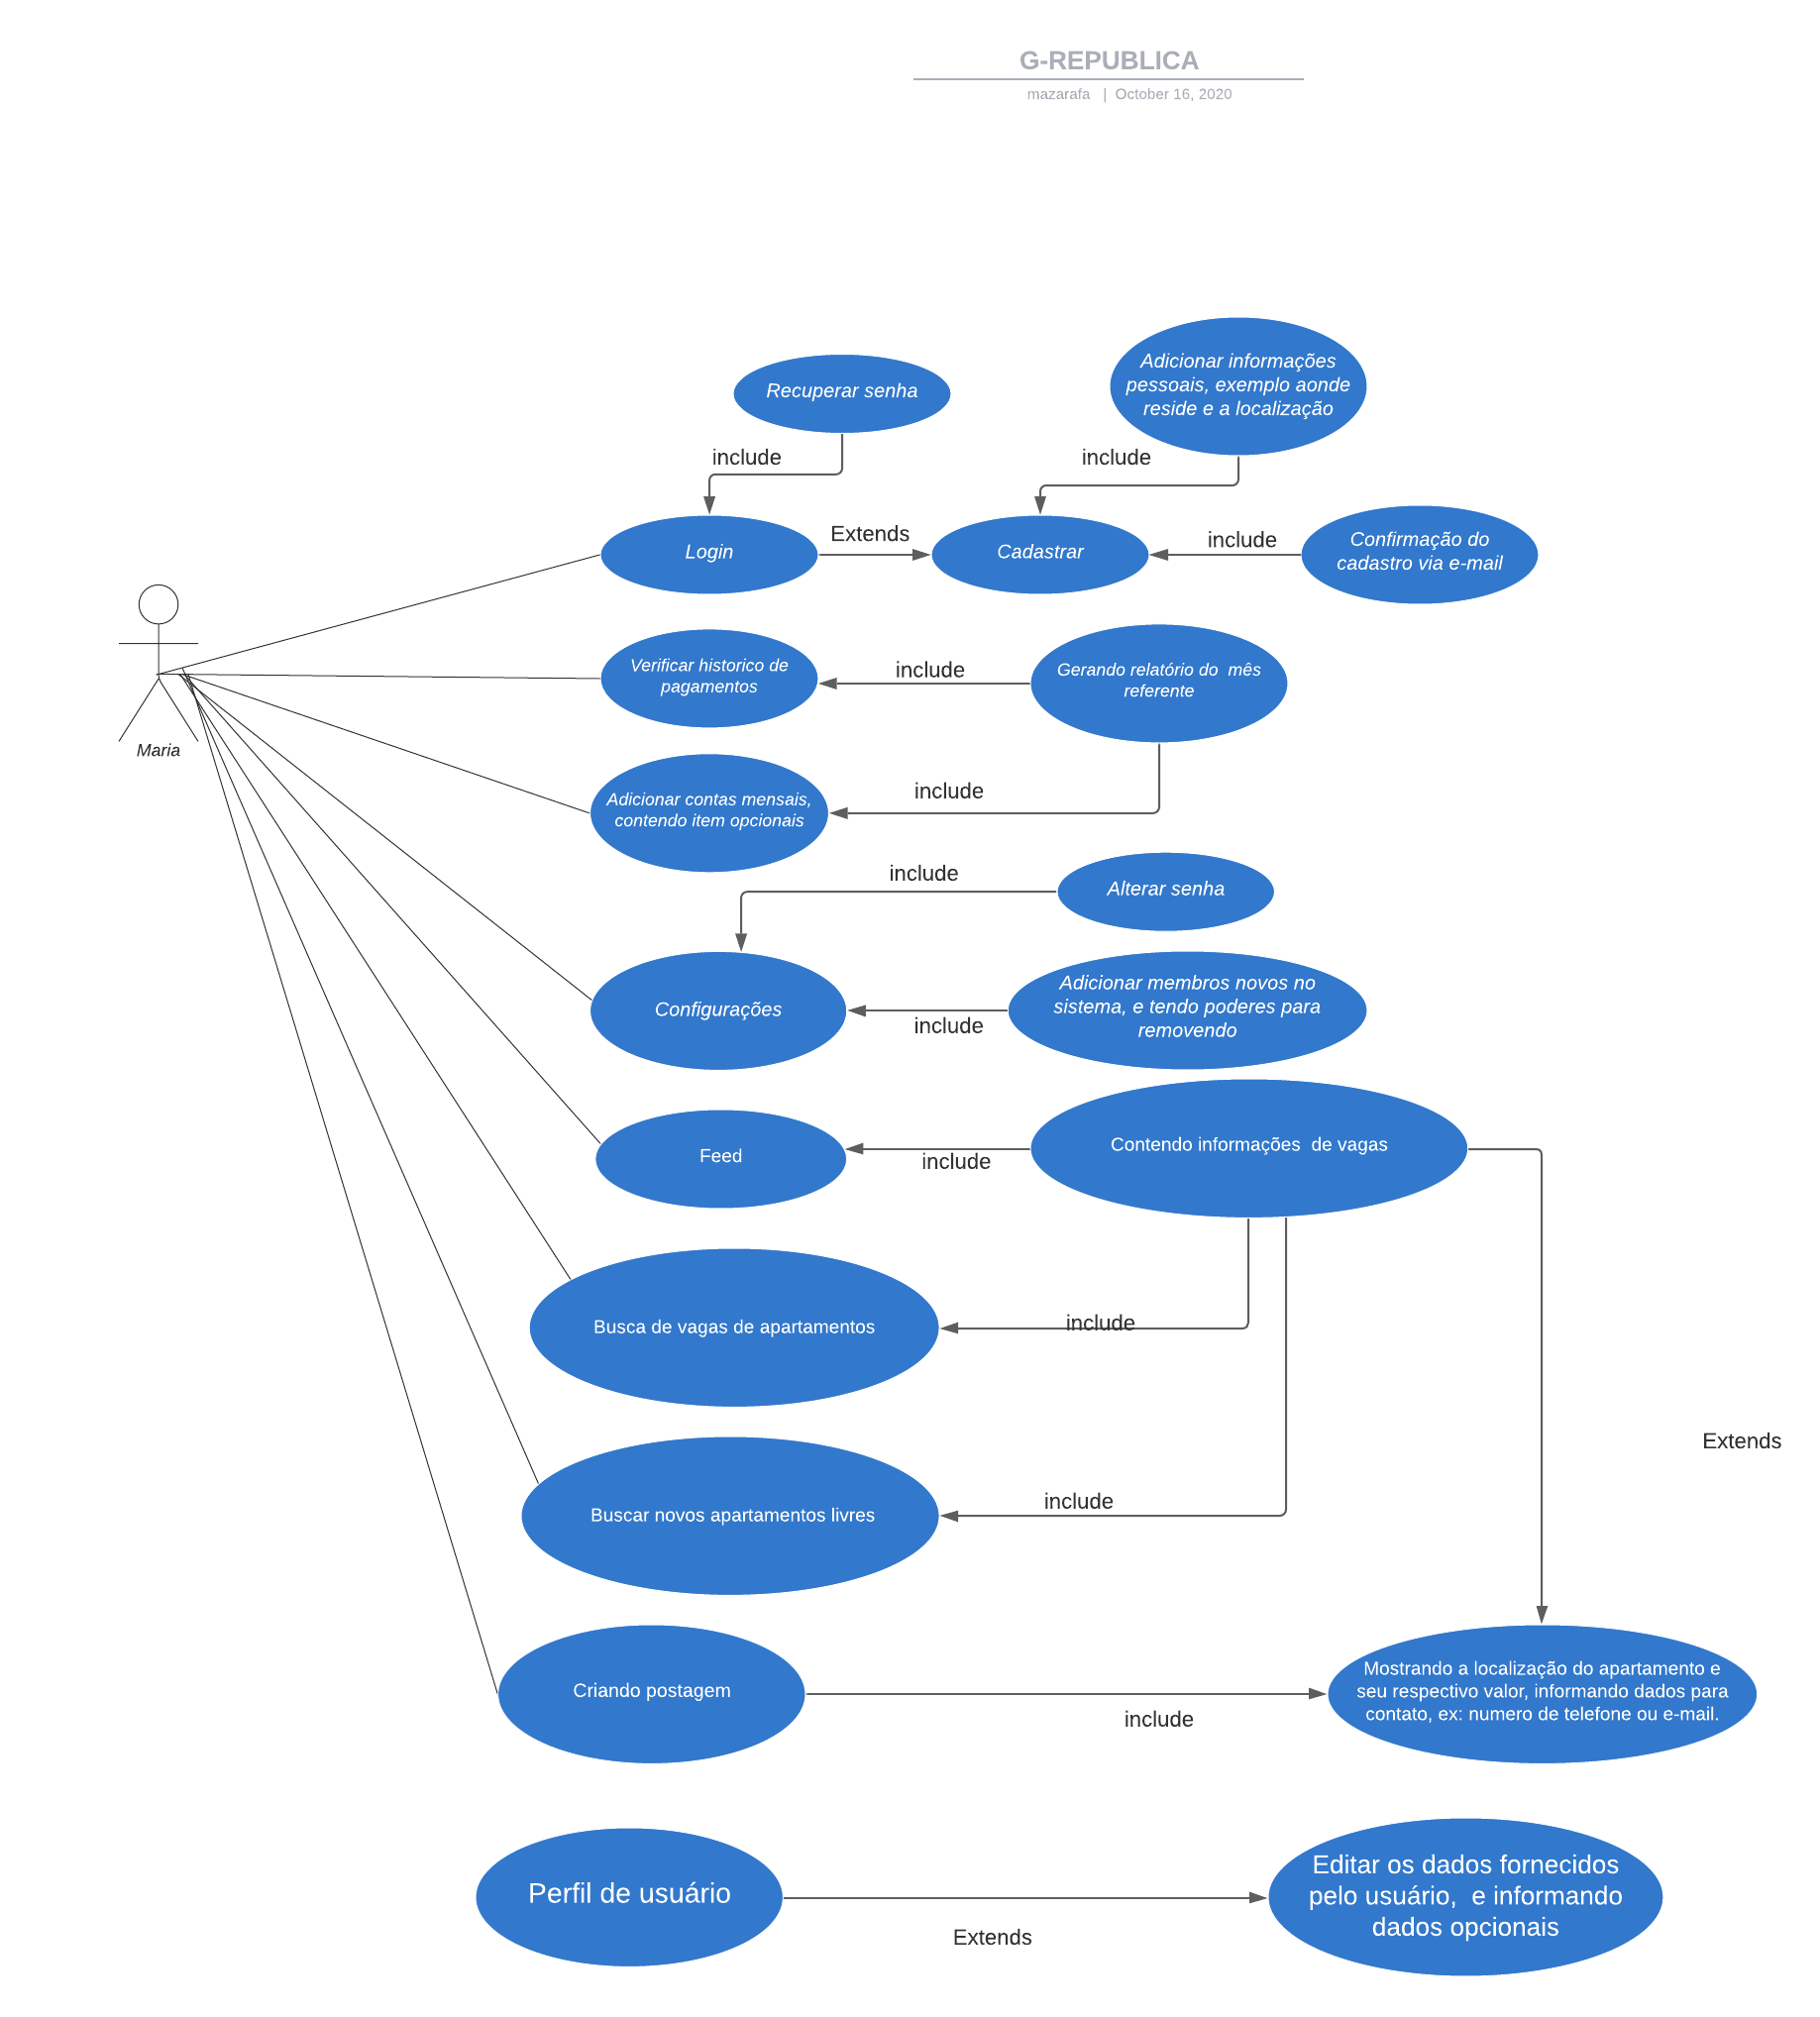 G-REPUBLICA
mazarafa | October 16, 2020
Recuperar senha
Adicionar informações
pessoais, exemplo aonde
reside e a localização
include
include
Login
Extends
Cadastrar
include
Confirmação do
cadastro via e-mail
Maria
Verificar historico de
pagamentos
include
Gerando relatório do  mês
referente
Adicionar contas mensais,
contendo item opcionais
include
include
Alterar senha
Configurações
include
Adicionar membros novos no
sistema, e tendo poderes para
removendo
Feed
include
Contendo informações  de vagas
Busca de vagas de apartamentos
include
Extends
Buscar novos apartamentos livres
include
Criando postagem
include
Mostrando a localização do apartamento e
seu respectivo valor, informando dados para
contato, ex: numero de telefone ou e-mail.
Perfil de usuário
Extends
Editar os dados fornecidos
pelo usuário,  e informando
dados opcionais